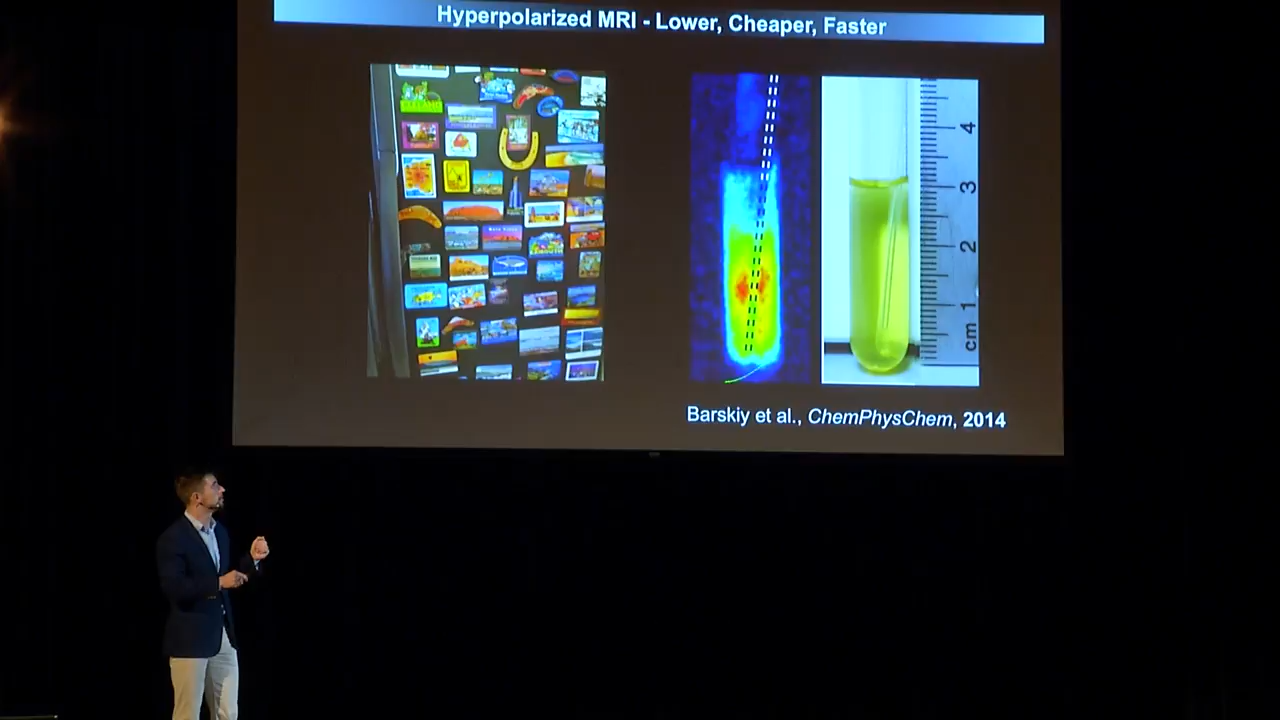 Hyperpolarized MRI - Lower, Cheaper, Faster
4
3
2
1
cm
Barskiy et al., ChemPhysChem, 2014